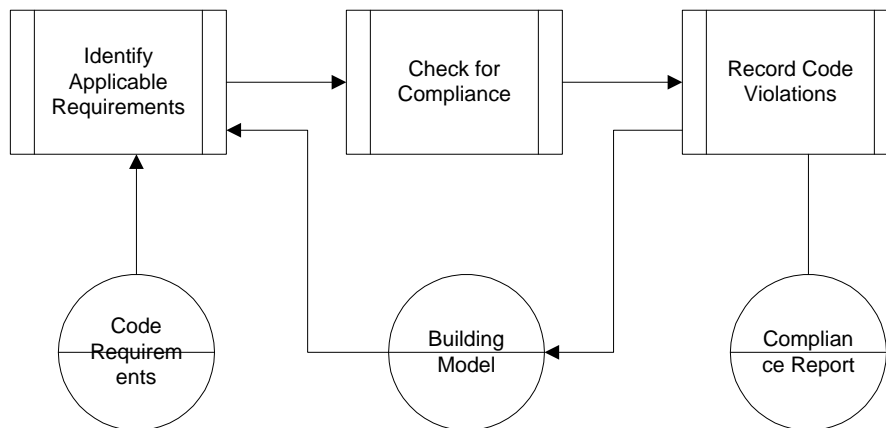 Identify
Applicable
Requirements
Check for
Compliance
Record Code
Violations
Code
Requirem
ents
Building
Model
Complian
ce Report